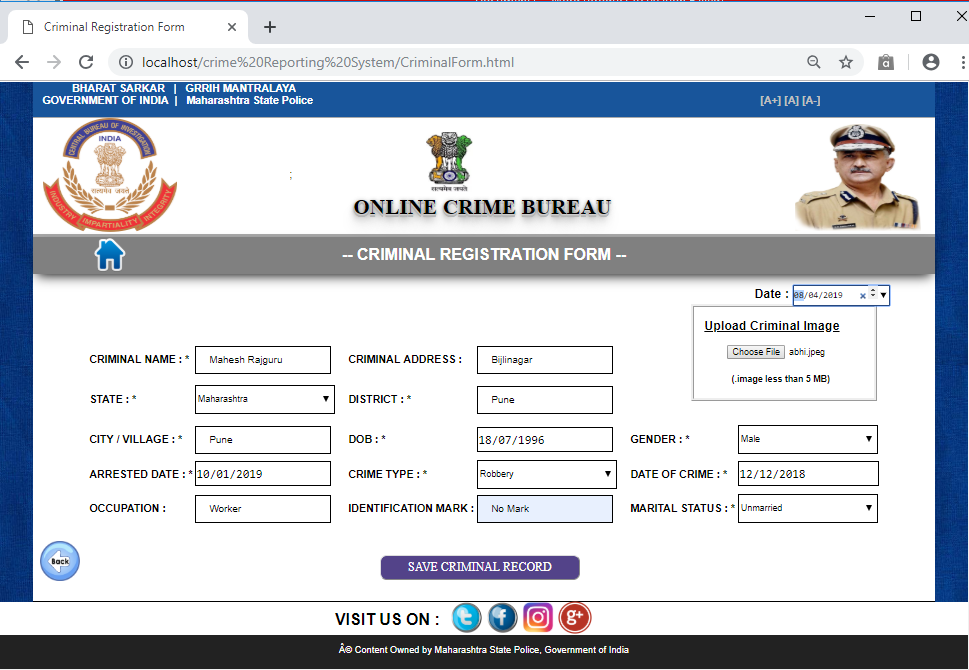 Criminal Registration Form
localhost/crime%20Reporting%20System/CriminalForm.html
BHARAT SARKAR | GRRIH MANTRALAYA
GOVERNMENT OF INDIA | Maharashtra State Police
[A+] [A] [A-]
CENTRAL BUREAU OF INVESTIGATION
INDIA
सत्यमेव जयते
INDUSTRY IMPARTIALITY INTEGRITY
;
सत्यमेव जयते
ONLINE CRIME BUREAU
-- CRIMINAL REGISTRATION FORM --
Date : 08/04/2019
Upload Criminal Image
Choose File abhi.jpeg
(.image less than 5 MB)
CRIMINAL NAME : * Mahesh Rajguru CRIMINAL ADDRESS : Bijlinagar
STATE : * Maharashtra DISTRICT : * Pune
CITY / VILLAGE : * Pune DOB : * 18/07/1996 GENDER : * Male
ARRESTED DATE : * 10/01/2019 CRIME TYPE : * Robbery DATE OF CRIME : * 12/12/2018
OCCUPATION : Worker IDENTIFICATION MARK : No Mark MARITAL STATUS : * Unmarried
Back
SAVE CRIMINAL RECORD
VISIT US ON :
g+
Â© Content Owned by Maharashtra State Police, Government of India